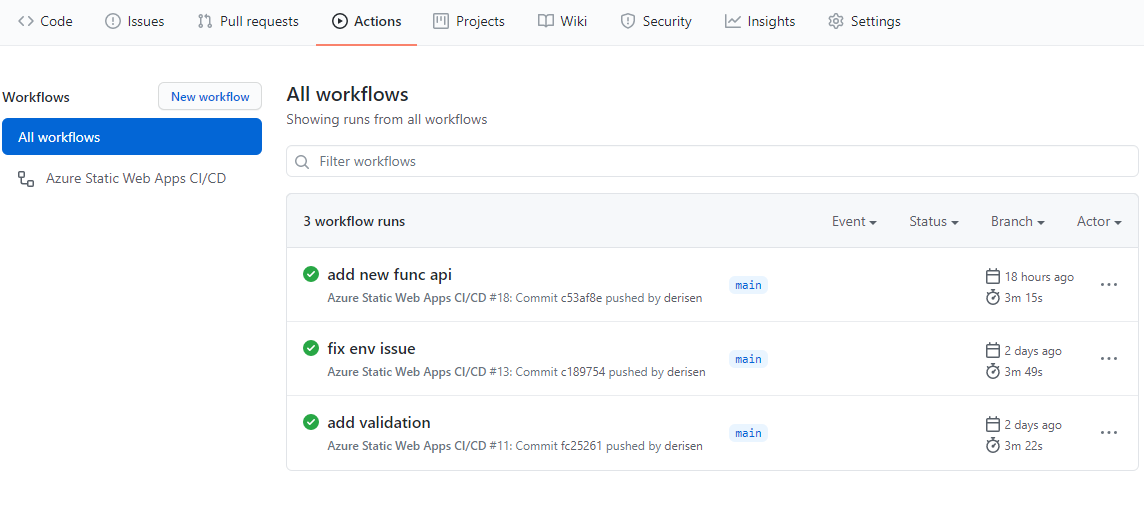 Code Issues Pull requests Actions Projects Wiki Security Insights Settings
Workflows New workflow
All workflows
Azure Static Web Apps CI/CD
All workflows
Showing runs from all workflows
Filter workflows
3 workflow runs Event Status Branch Actor
add new func api
Azure Static Web Apps CI/CD #18: Commit c53af8e pushed by derisen
main
18 hours ago
3m 15s
fix env issue
Azure Static Web Apps CI/CD #13: Commit c189754 pushed by derisen
main
2 days ago
3m 49s
add validation
Azure Static Web Apps CI/CD #11: Commit fc25261 pushed by derisen
main
2 days ago
3m 22s